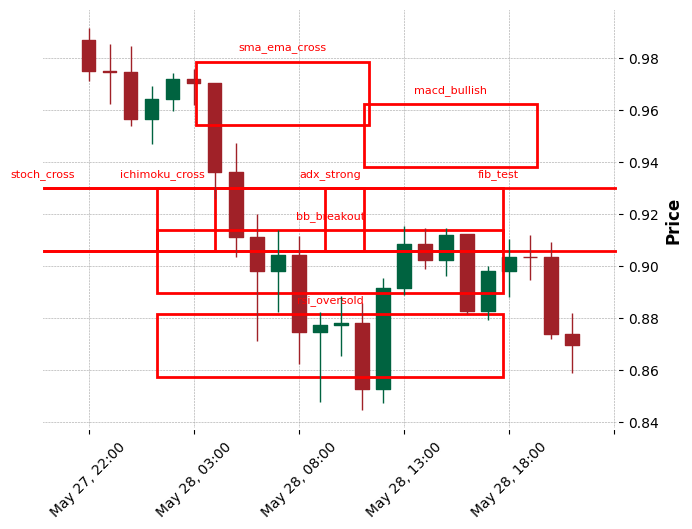 sma_ema_cross
0.98
macd_bullish
0.96
stoch_cross ichimoku_cross adx_strong fib_test
0.94
bb_breakout
0.92
0.90
rsi_oversold
0.88
0.86
0.84
Price
May 27, 22:00
May 28, 03:00
May 28, 08:00
May 28, 13:00
May 28, 18:00